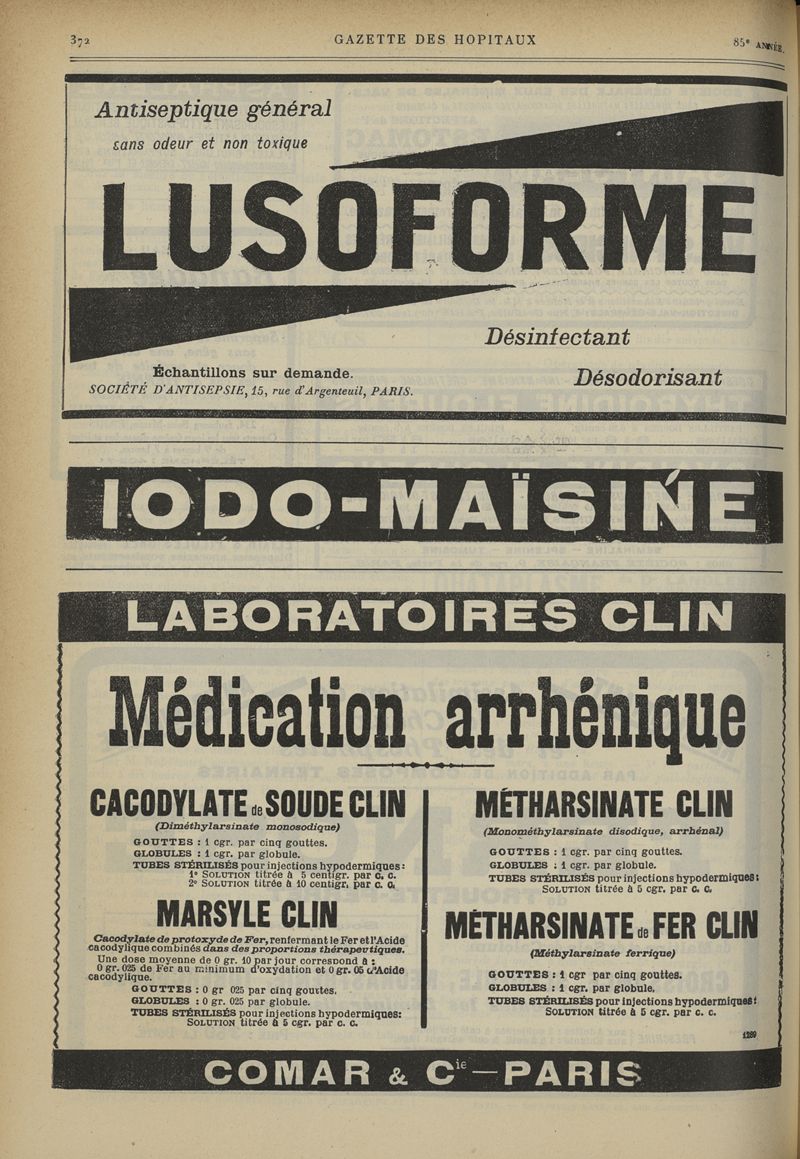 372
GAZETTE DES HOPITAUX
85e ANNÉE.
Antiseptique général
sans odeur et non toxique
LUSOFORME
Désinfectant
Échantillons sur demande.
Désodorisant
SOCIÉTÉ D'ANTISEPSIE, 15, rue d'Argenteuil, PARIS.
IODO-MAÏSINE
LABORATOIRES CLIN
Médication arrhénique
CACODYLATE de SOUDE CLIN
(Diméthylarsinate monosodique)
GOUTTES : 1 cgr. par cinq gouttes.
GLOBULES : 1 cgr. par globule.
TUBES STÉRILISÉS pour injections hypodermiques:
1° SOLUTION titrée à 5 centigr. par c. c.
2° SOLUTION titrée à 10 centigr. par c. c.
MARSYLE CLIN
Cacodylate de protoxyde de Fer, renfermant le Fer et l'Acide
cacodylique combinés dans des proportions thérapeutiques.
Une dose moyenne de 0 gr. 10 par jour correspond à :
0 gr. 025 de Fer au minimum d'oxydation et 0 gr. 05 d'Acide
cacodylique.
GOUTTES : 0 gr 025 par cinq gouttes.
GLOBULES : 0 gr. 025 par globule.
TUBES STÉRILISÉS pour injections hypodermiques:
SOLUTION titrée à 5 cgr. par c. c.
MÉTHARSINATE CLIN
(Monométhylarsinate disodique, arrhénal)
GOUTTES : 1 cgr. par cinq gouttes.
GLOBULES : 1 cgr. par globule.
TUBES STÉRILISÉS pour injections hypodermiques:
SOLUTION titrée à 5 cgr. par c. c.
MÉTHARSINATE de FER CLIN
(Méthylarsinate ferrique)
GOUTTES : 1 cgr par cinq gouttes.
GLOBULES : 1 cgr. par globule.
TUBES STÉRILISÉS pour injections hypodermiques:
SOLUTION titrée à 5 cgr. par c. c.
1289
COMAR & Cie — PARIS